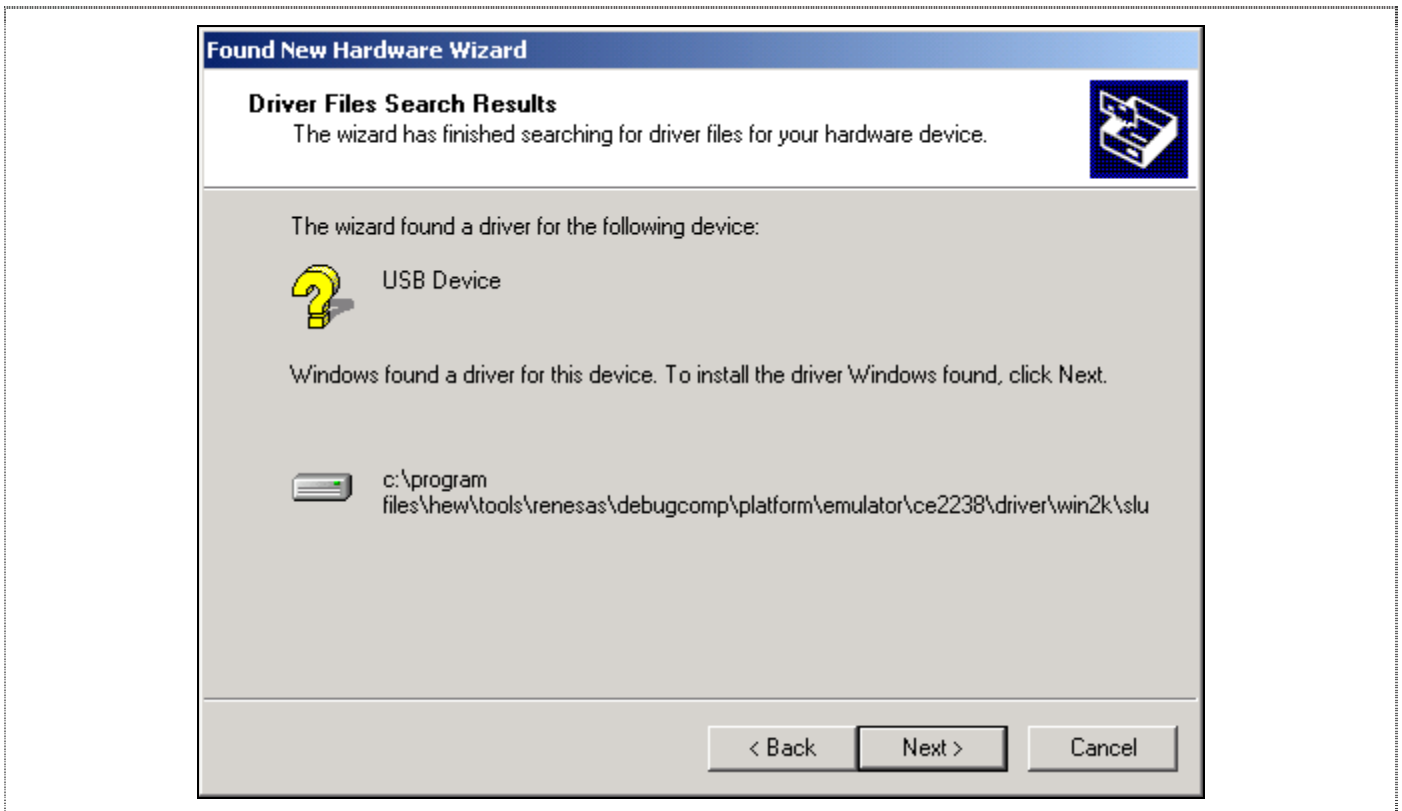 Found New Hardware Wizard
Driver Files Search Results
The wizard has finished searching for driver files for your hardware device.
The wizard found a driver for the following device:
USB Device
Windows found a driver for this device. To install the driver Windows found, click Next.
c:\program
files\hew\tools\renesas\debugcomp\platform\emulator\ce2238\driver\win2k\slu
< Back
Next >
Cancel